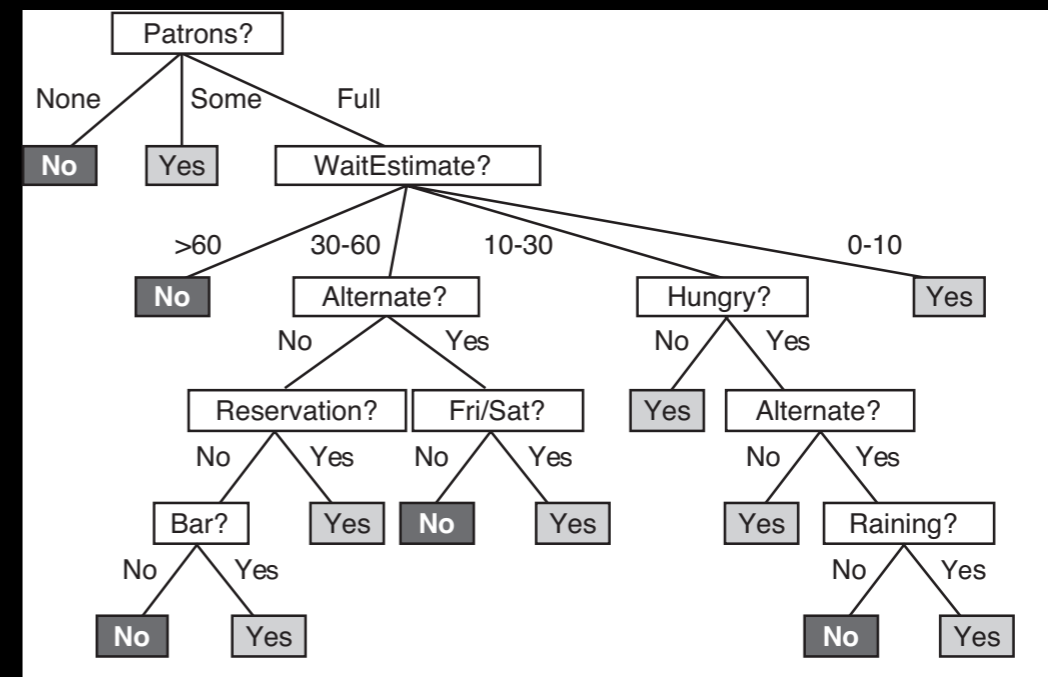 Patrons?
None Some Full
No Yes WaitEstimate?
>60 30-60 10-30 0-10
No Alternate? Hungry? Yes
No Yes No Yes
Reservation? Fri/Sat? Yes Alternate?
No Yes No Yes No Yes
Bar? Yes No Yes Yes Raining?
No Yes No Yes
No Yes No Yes